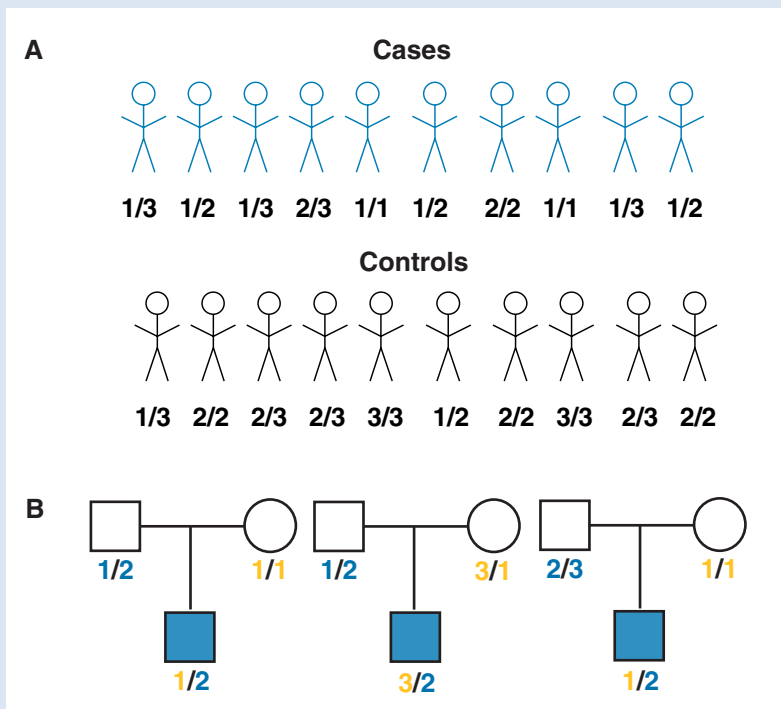 A
Cases
1/3 1/2 1/3 2/3 1/1 1/2 2/2 1/1 1/3 1/2
Controls
1/3 2/2 2/3 2/3 3/3 1/2 2/2 3/3 2/3 2/2
B
1/2 1/1 1/2 3/1 2/3 1/1
1/2 3/2 1/2